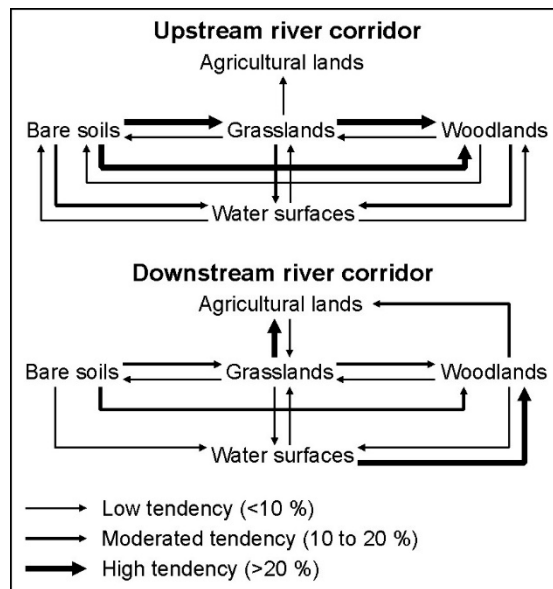 Upstream river corridor
Agricultural lands
Bare soils Grasslands Woodlands
Water surfaces
Downstream river corridor
Agricultural lands
Bare soils Grasslands Woodlands
Water surfaces
Low tendency (<10 %)
Moderated tendency (10 to 20 %)
High tendency (>20 %)